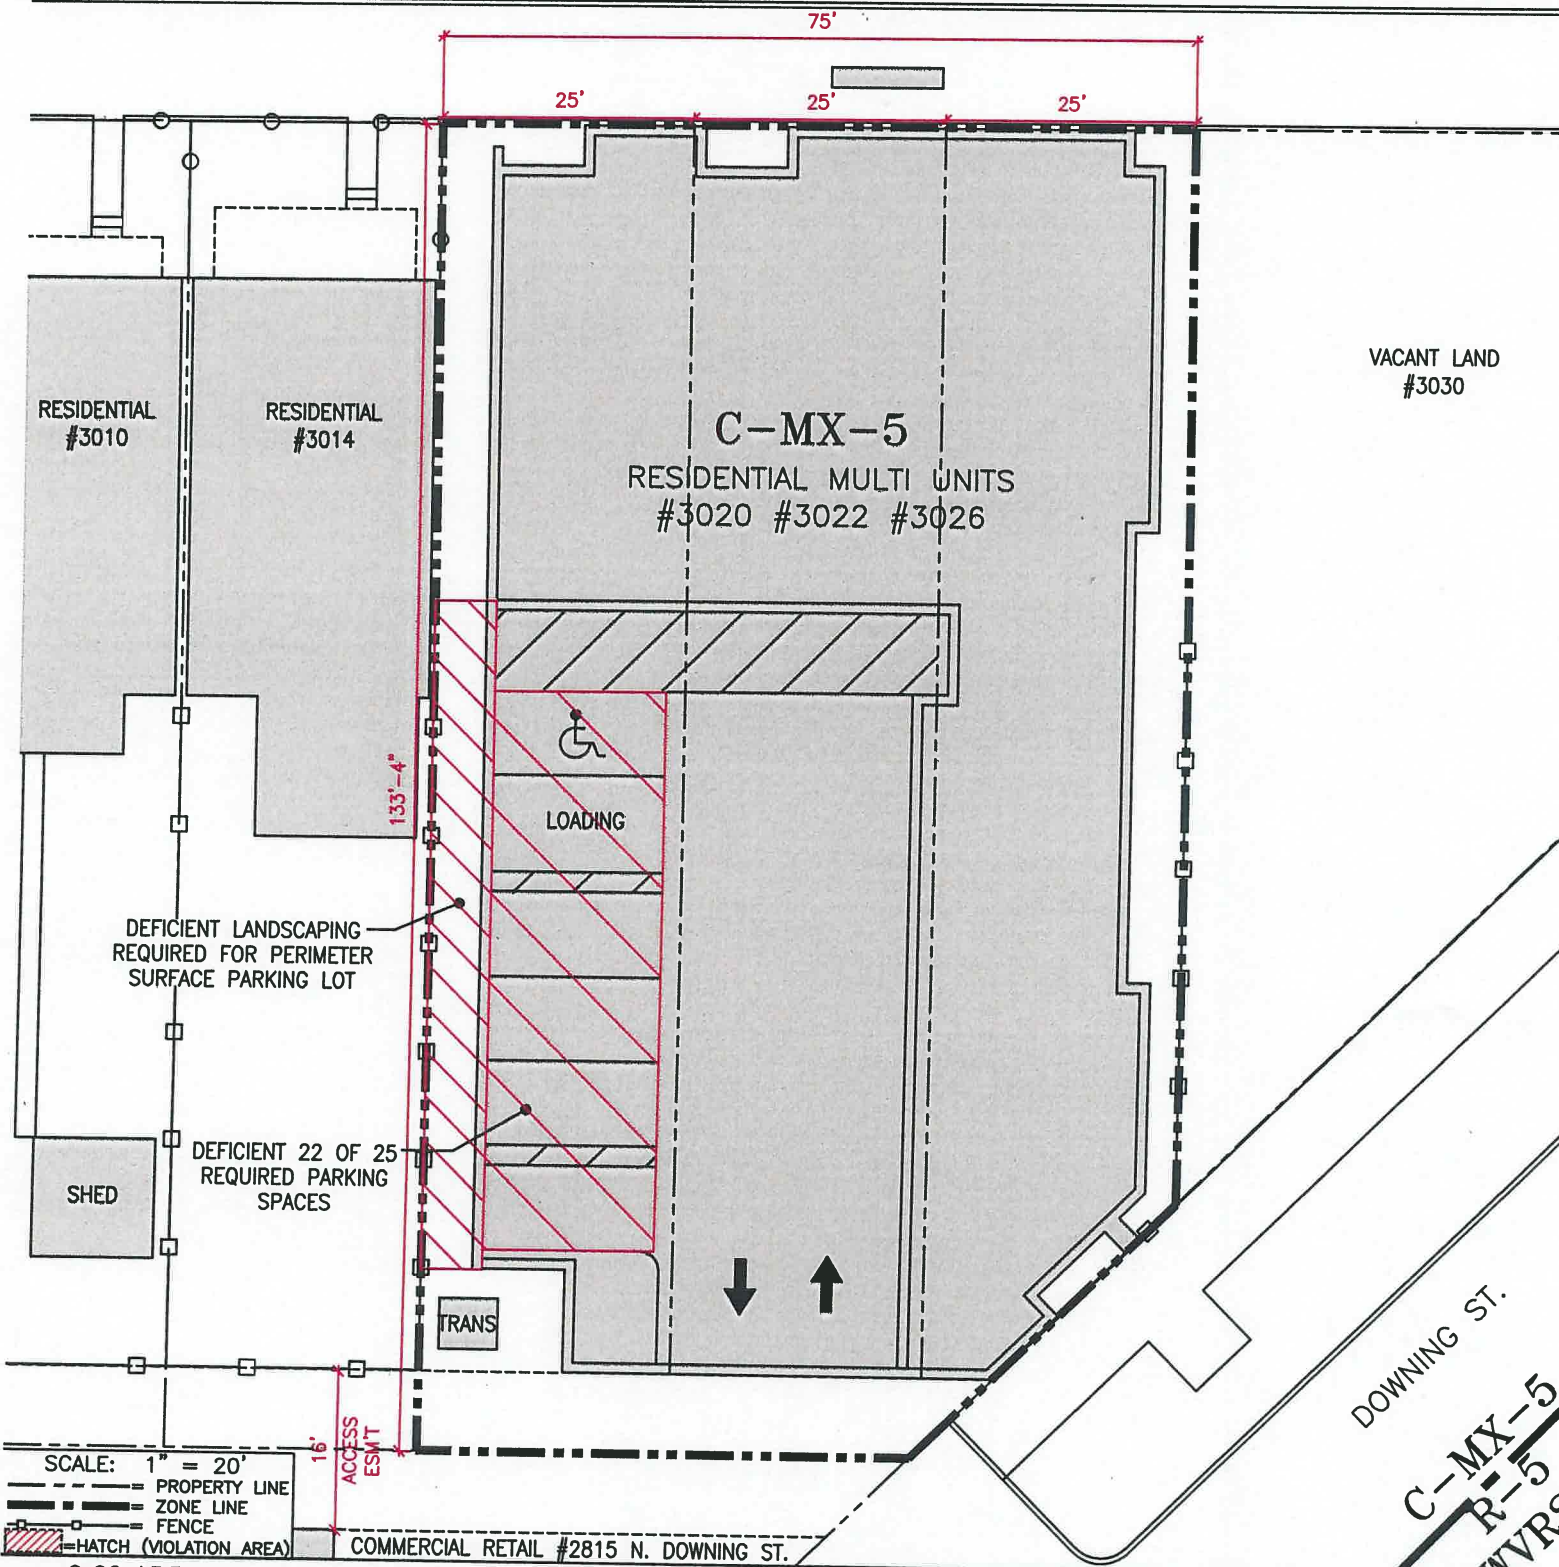 75'
25'
25'
25'
VACANT LAND
#3030
RESIDENTIAL
#3010
RESIDENTIAL
#3014
C-MX-5
RESIDENTIAL MULTI UNITS
#3020 #3022 #3026
133'-4"
LOADING
DEFICIENT LANDSCAPING
REQUIRED FOR PERIMETER
SURFACE PARKING LOT
DEFICIENT 22 OF 25
REQUIRED PARKING
SPACES
SHED
TRANS
DOWNING ST.
C-MX-5
R-5
16'
ACCESS
ESM'T
SCALE: 1" = 20'
= PROPERTY LINE
= ZONE LINE
= FENCE
=HATCH (VIOLATION AREA)
COMMERCIAL RETAIL #2815 N. DOWNING ST.